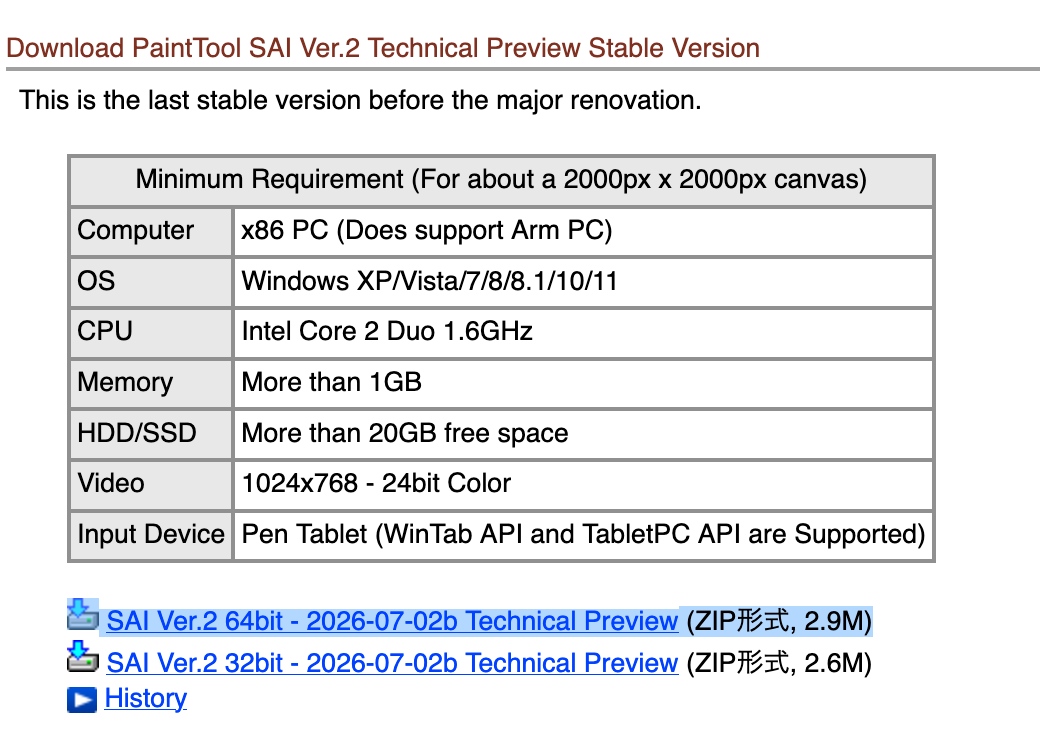 Download PaintTool SAI Ver.2 Technical Preview Stable Version
This is the last stable version before the major renovation.
Minimum Requirement (For about a 2000px x 2000px canvas)
Computer x86 PC (Does support Arm PC)
OS Windows XP/Vista/7/8/8.1/10/11
CPU Intel Core 2 Duo 1.6GHz
Memory More than 1GB
HDD/SSD More than 20GB free space
Video 1024x768 - 24bit Color
Input Device Pen Tablet (WinTab API and TabletPC API are Supported)
SAI Ver.2 64bit - 2026-07-02b Technical Preview (ZIP形式, 2.9M)
SAI Ver.2 32bit - 2026-07-02b Technical Preview (ZIP形式, 2.6M)
History